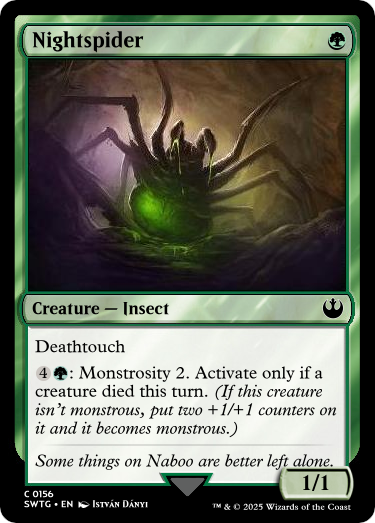 Nightspider
Creature — Insect
Deathtouch
4 : Monstrosity 2. Activate only if a
creature died this turn. (If this creature
isn't monstrous, put two +1/+1 counters on
it and it becomes monstrous.)
Some things on Naboo are better left alone.
1/1
C 0156
SWTG • EN István Dányi
™ & © 2025 Wizards of the Coast